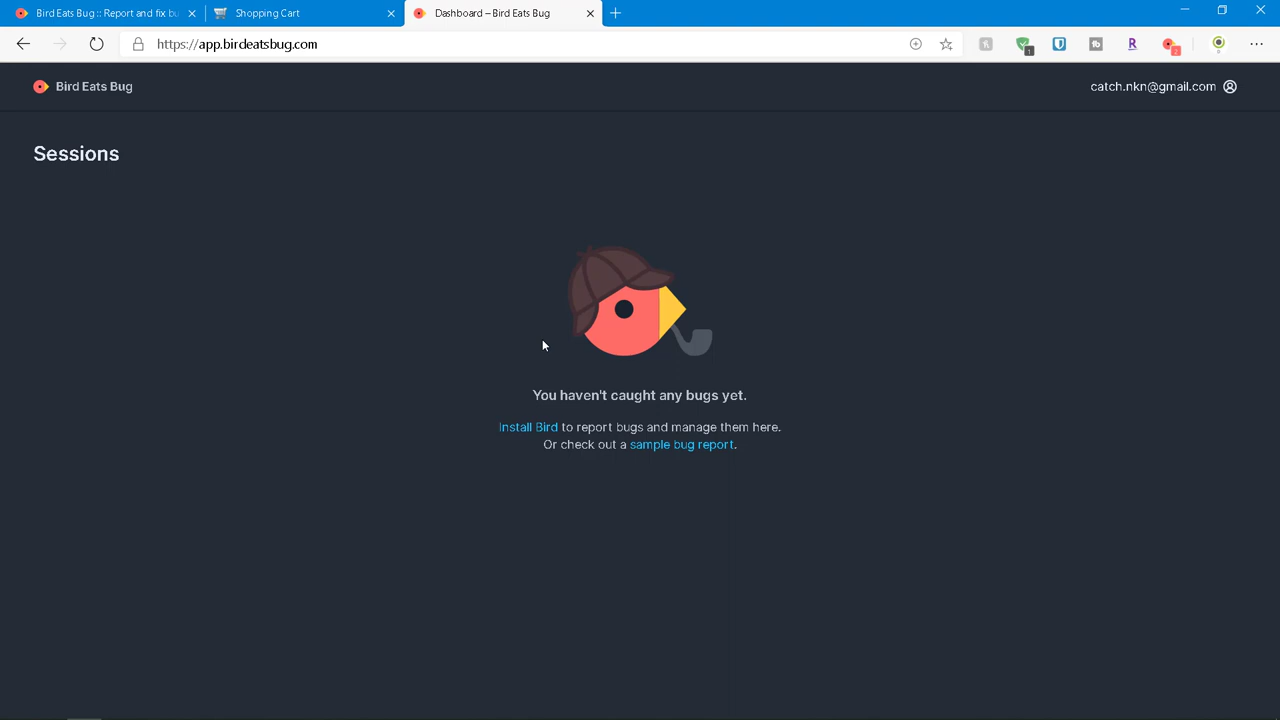 Bird Eats Bug :: Report and fix bu
Shopping Cart
Dashboard – Bird Eats Bug
https://app.birdeatsbug.com
Bird Eats Bug
catch.nkn@gmail.com
Sessions
You haven't caught any bugs yet.
Install Bird to report bugs and manage them here.
Or check out a sample bug report.